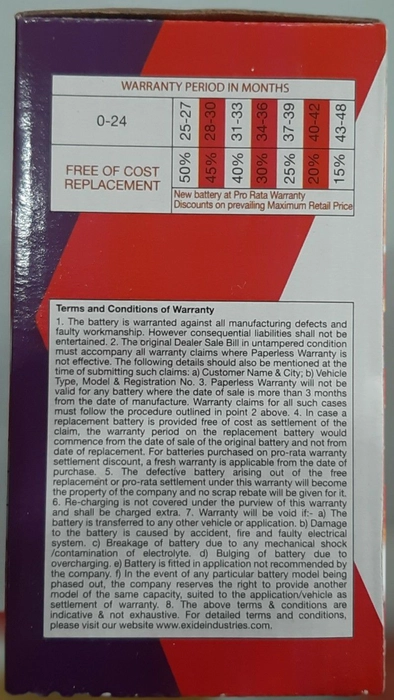 WARRANTY PERIOD IN MONTHS
0-24
25-27
28-30
31-33
34-36
37-39
40-42
43-48
FREE OF COST
REPLACEMENT
50%
45%
40%
30%
25%
20%
15%
New battery at Pro Rata Warranty
Discounts on prevailing Maximum Retail Price
Terms and Conditions of Warranty
1. The battery is warranted against all manufacturing defects and
faulty workmanship. However consequential liabilities shall not be
entertained. 2. The original Dealer Sale Bill in untampered condition
must accompany all warranty claims where Paperless Warranty is
not effective. The following details should also be mentioned at the
time of submitting such claims: a) Customer Name & City; b) Vehicle
Type, Model & Registration No. 3. Paperless Warranty will not be
valid for any battery where the date of sale is more than 3 months
from the date of manufacture. Warranty claims for all such cases
must follow the procedure outlined in point 2 above. 4. In case a
replacement battery is provided free of cost as settlement of the
claim, the warranty period on the replacement battery would
commence from the date of sale of the original battery and not from
date of replacement. For batteries purchased on pro-rata warranty
settlement discount, a fresh warranty is applicable from the date of
purchase. 5. The defective battery arising out of the free
replacement or pro-rata settlement under this warranty will become
the property of the company and no scrap rebate will be given for it.
6. Re-charging is not covered under the purview of this warranty
and shall be charged extra. 7. Warranty will be void if:- a) The
battery is transferred to any other vehicle or application. b) Damage
to the battery is caused by accident, fire and faulty electrical
system. c) Breakage of battery due to any mechanical shock
/contamination of electrolyte. d) Bulging of battery due to
overcharging. e) Battery is fitted in application not recommended by
the company. f) In the event of any particular battery model being
phased out, the company reserves the right to provide another
model of the same capacity, suited to the application/vehicle as
settlement of warranty. 8. The above terms & conditions are
indicative & not exhaustive. For detailed terms and conditions,
please visit our website www.exideindustries.com.